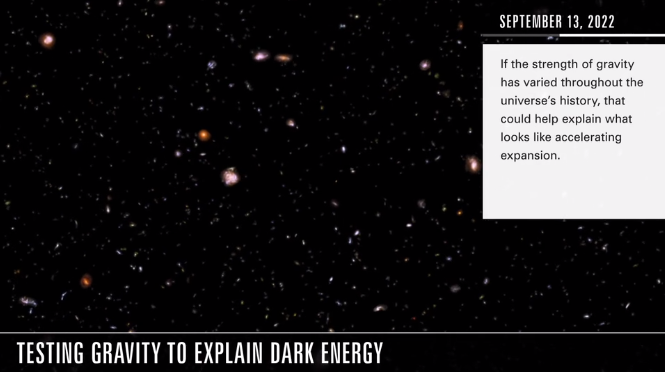 SEPTEMBER 13, 2022
If the strength of gravity
has varied throughout the
universe's history, that
could help explain what
looks like accelerating
expansion.
TESTING GRAVITY TO EXPLAIN DARK ENERGY